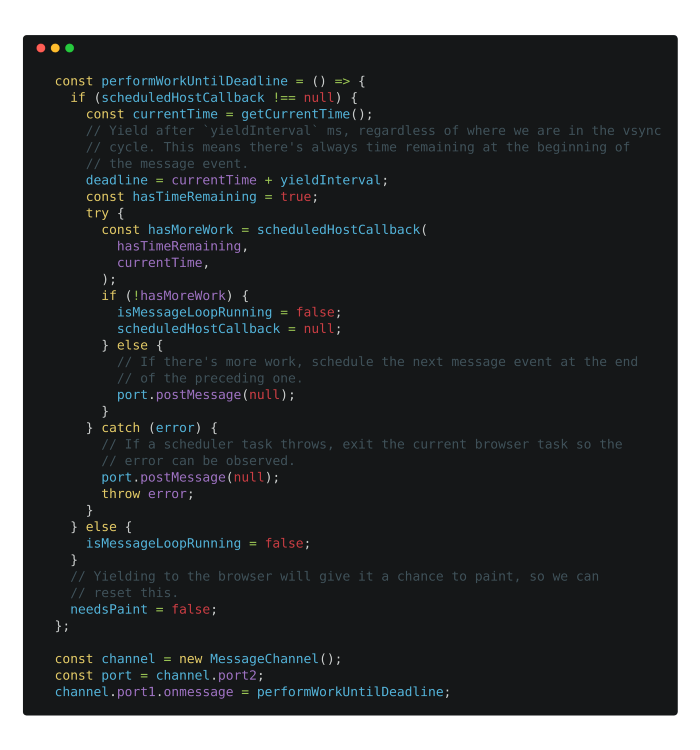 const performWorkUntilDeadline = () => {
  if (scheduledHostCallback !== null) {
    const currentTime = getCurrentTime();
    // Yield after `yieldInterval` ms, regardless of where we are in the vsync
    // cycle. This means there's always time remaining at the beginning of
    // the message event.
    deadline = currentTime + yieldInterval;
    const hasTimeRemaining = true;
    try {
      const hasMoreWork = scheduledHostCallback(
        hasTimeRemaining,
        currentTime,
      );
      if (!hasMoreWork) {
        isMessageLoopRunning = false;
        scheduledHostCallback = null;
      } else {
        // If there's more work, schedule the next message event at the end
        // of the preceding one.
        port.postMessage(null);
      }
    } catch (error) {
      // If a scheduler task throws, exit the current browser task so the
      // error can be observed.
      port.postMessage(null);
      throw error;
    }
  } else {
    isMessageLoopRunning = false;
  }
  // Yielding to the browser will give it a chance to paint, so we can
  // reset this.
  needsPaint = false;
};

const channel = new MessageChannel();
const port = channel.port2;
channel.port1.onmessage = performWorkUntilDeadline;